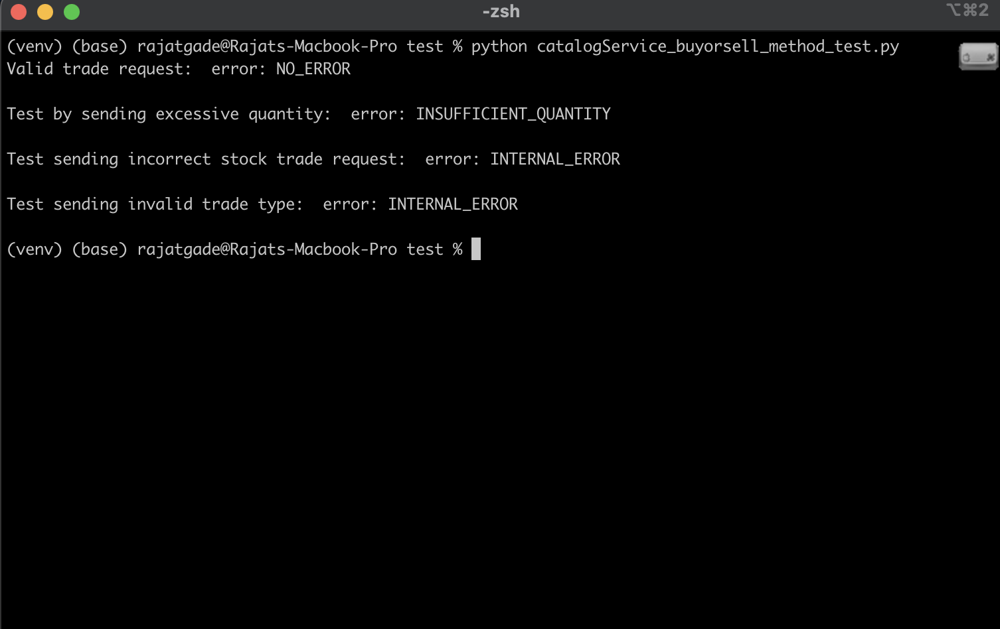 -zsh
⌥⌘2
(venv) (base) rajatgade@Rajats-Macbook-Pro test % python catalogService_buyorsell_method_test.py
Valid trade request:  error: NO_ERROR
Test by sending excessive quantity:  error: INSUFFICIENT_QUANTITY
Test sending incorrect stock trade request:  error: INTERNAL_ERROR
Test sending invalid trade type:  error: INTERNAL_ERROR
(venv) (base) rajatgade@Rajats-Macbook-Pro test %